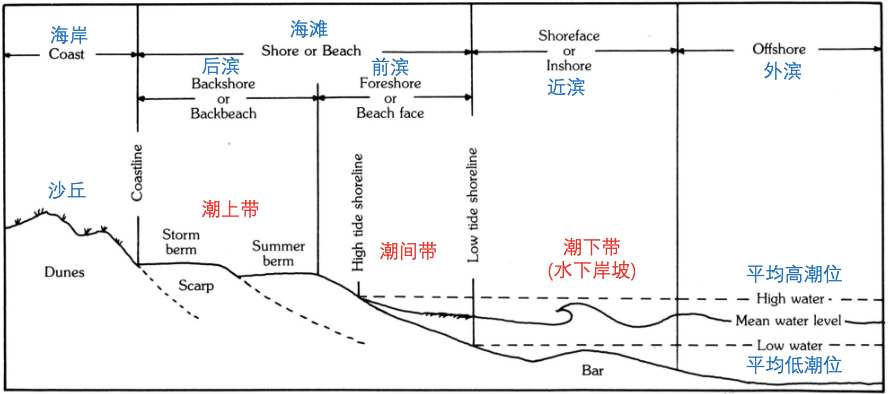 海岸
Coast
海滩
Shore or Beach
Shoreface
or
Inshore
近滨
Offshore
外滨
后滨
Backshore
or
Backbeach
前滨
Foreshore
or
Beach face
Coastline
High tide shoreline
Low tide shoreline
沙丘
Dunes
潮上带
Storm
berm
Summer
berm
Scarp
潮间带
潮下带
(水下岸坡)
Bar
平均高潮位
High water
Mean water level
Low water
平均低潮位